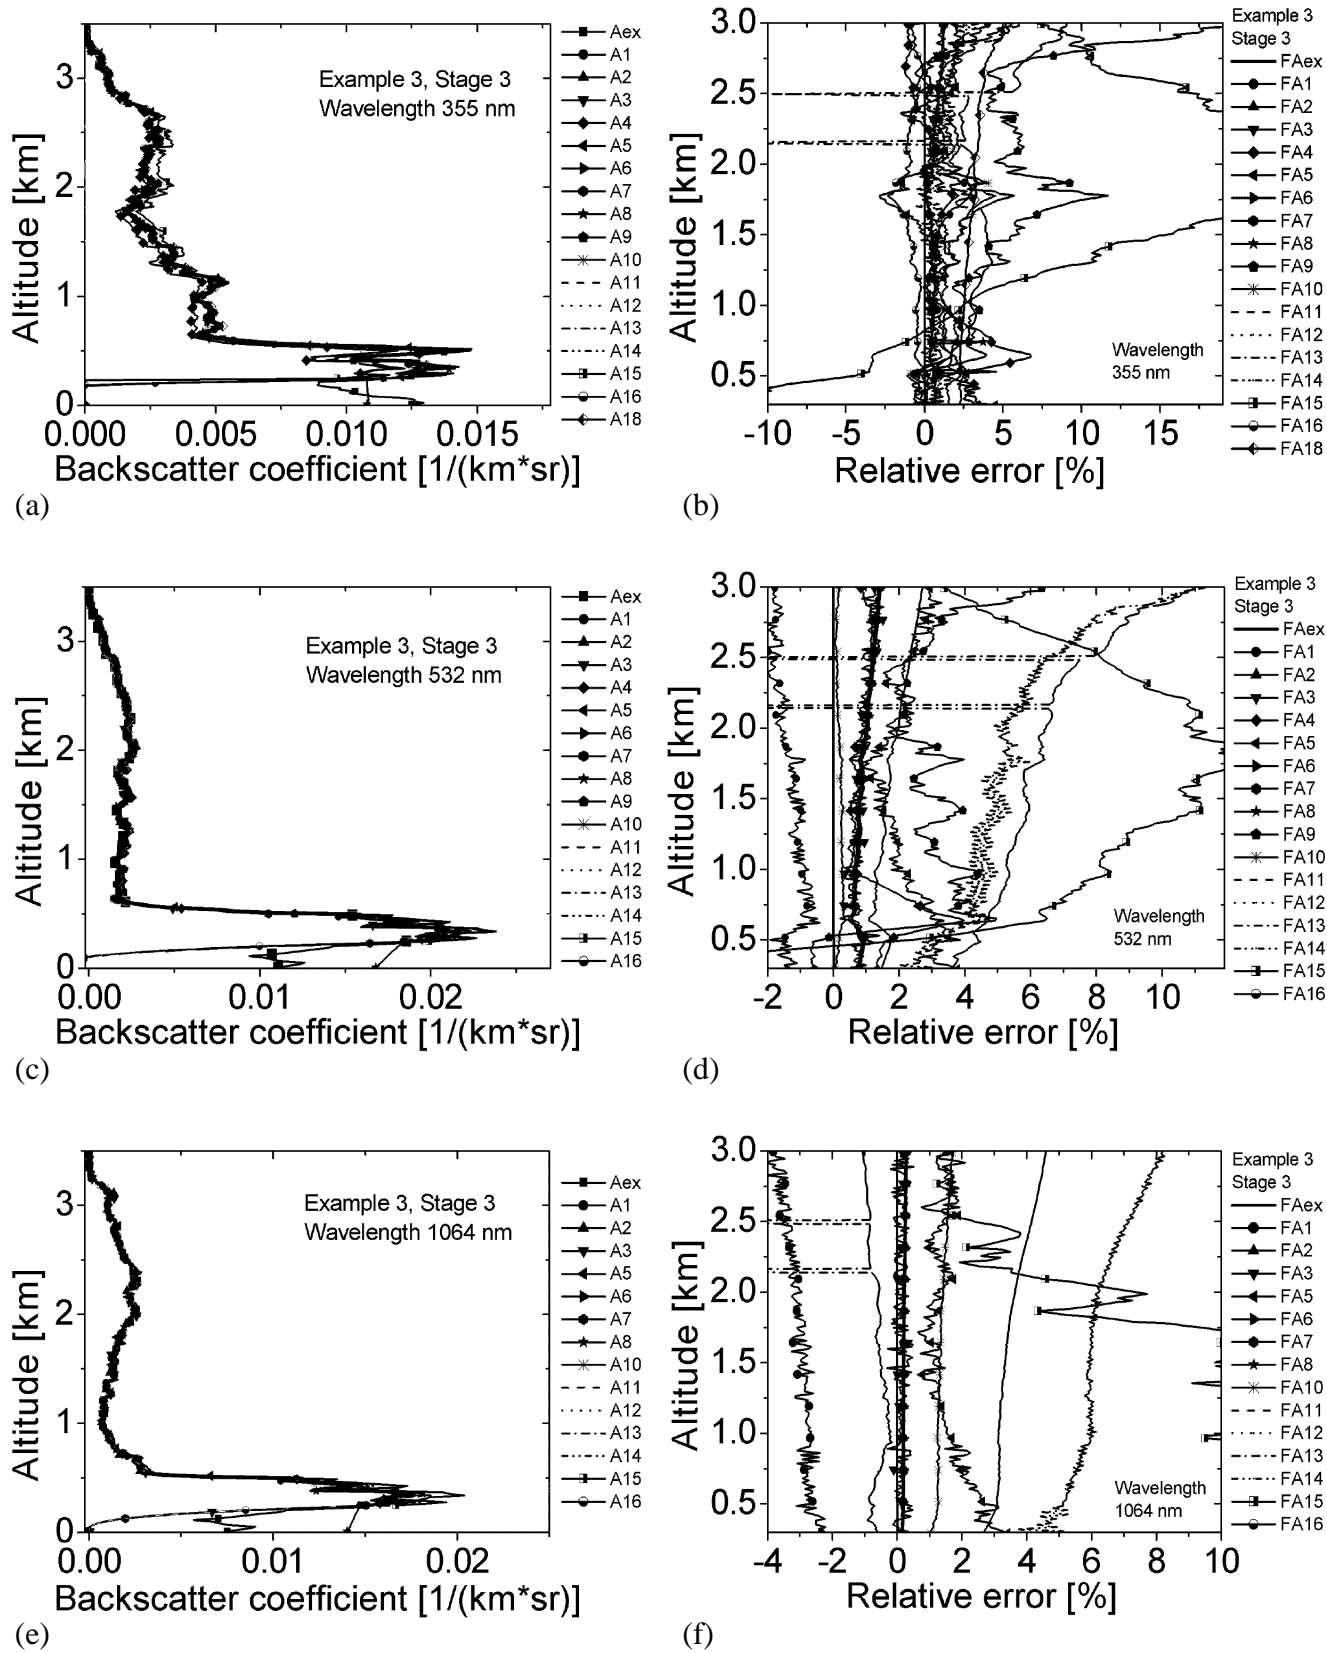 Example 3, Stage 3
Wavelength 355 nm
Altitude [km]
3
2
1
0
0.000 0.005 0.010 0.015
Backscatter coefficient [1/(km*sr)]
Aex
A1
A2
A3
A4
A5
A6
A7
A8
A9
A10
A11
A12
A13
A14
A15
A16
A18
(a)
Altitude [km]
3.0
2.5
2.0
1.5
1.0
0.5
-10 -5 0 5 10 15
Relative error [%]
Wavelength
355 nm
Example 3
Stage 3
FAex
FA1
FA2
FA3
FA4
FA5
FA6
FA7
FA8
FA9
FA10
FA11
FA12
FA13
FA14
FA15
FA16
FA18
(b)
Example 3, Stage 3
Wavelength 532 nm
Altitude [km]
3
2
1
0
0.00 0.01 0.02
Backscatter coefficient [1/(km*sr)]
Aex
A1
A2
A3
A4
A5
A6
A7
A8
A9
A10
A11
A12
A13
A14
A15
A16
(c)
Altitude [km]
3.0
2.5
2.0
1.5
1.0
0.5
-2 0 2 4 6 8 10
Relative error [%]
Wavelength
532 nm
Example 3
Stage 3
FAex
FA1
FA2
FA3
FA4
FA5
FA6
FA7
FA8
FA9
FA10
FA11
FA12
FA13
FA14
FA15
FA16
(d)
Example 3, Stage 3
Wavelength 1064 nm
Altitude [km]
3
2
1
0
0.00 0.01 0.02
Backscatter coefficient [1/(km*sr)]
Aex
A1
A2
A3
A5
A6
A7
A8
A10
A11
A12
A13
A14
A15
A16
(e)
Altitude [km]
3.0
2.5
2.0
1.5
1.0
0.5
-4 -2 0 2 4 6 8 10
Relative error [%]
Wavelength
1064 nm
Example 3
Stage 3
FAex
FA1
FA2
FA3
FA5
FA6
FA7
FA8
FA10
FA11
FA12
FA13
FA14
FA15
FA16
(f)